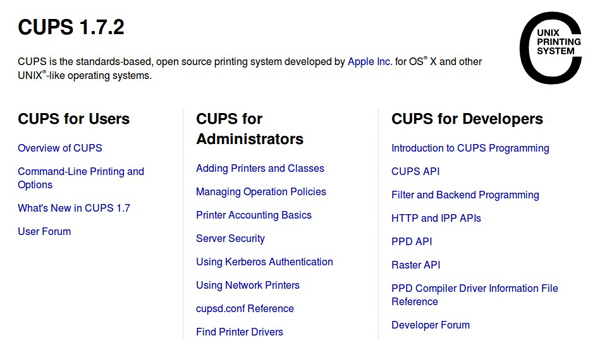 CUPS 1.7.2
UNIX
PRINTING
SYSTEM
CUPS is the standards-based, open source printing system developed by Apple Inc. for OS® X and other
UNIX®-like operating systems.
CUPS for Users
Overview of CUPS
Command-Line Printing and
Options
What's New in CUPS 1.7
User Forum
CUPS for
Administrators
Adding Printers and Classes
Managing Operation Policies
Printer Accounting Basics
Server Security
Using Kerberos Authentication
Using Network Printers
cupsd.conf Reference
Find Printer Drivers
CUPS for Developers
Introduction to CUPS Programming
CUPS API
Filter and Backend Programming
HTTP and IPP APIs
PPD API
Raster API
PPD Compiler Driver Information File
Reference
Developer Forum